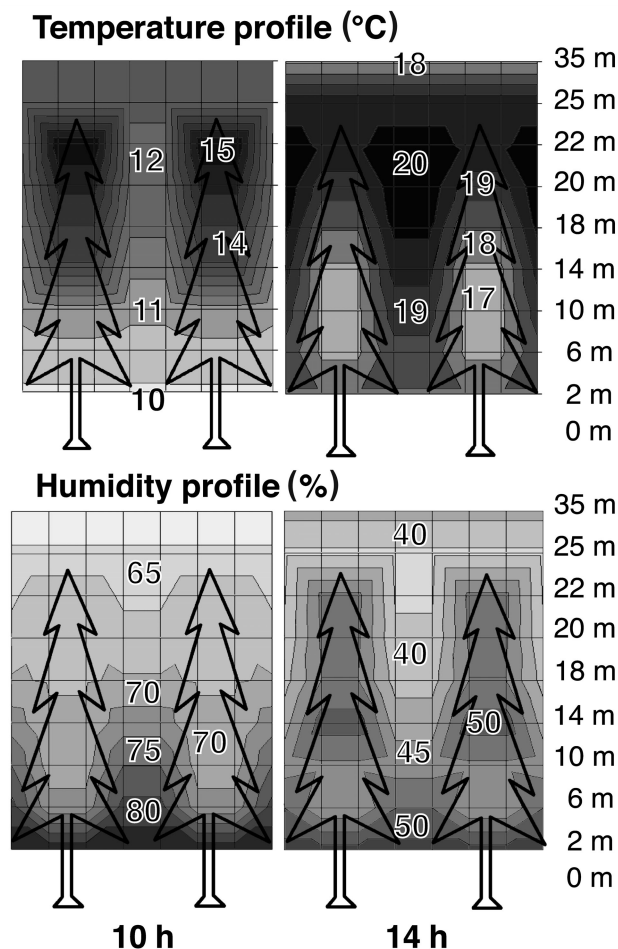 Temperature profile (°C)
18
35 m
25 m
15
12
20
22 m
19
20 m
14
18
18 m
17
14 m
11
19
10 m
6 m
10
2 m
0 m
Humidity profile (%)
35 m
40
25 m
65
22 m
20 m
40
18 m
70
50
14 m
75
70
45
10 m
80
50
6 m
2 m
0 m
10 h
14 h